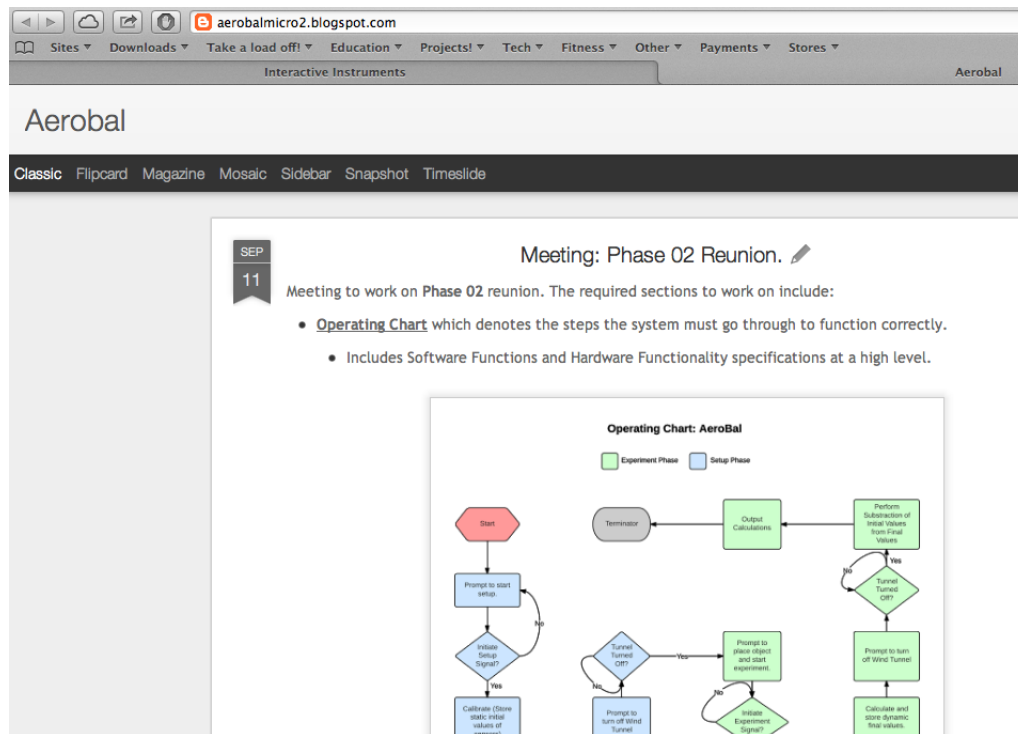 aerobalmicro2.blogspot.com
Sites Downloads Take a load off! Education Projects! Tech Fitness Other Payments Stores
Interactive Instruments Aerobal
Aerobal
Classic Flipcard Magazine Mosaic Sidebar Snapshot Timeslide
SEP
11
Meeting: Phase 02 Reunion.
Meeting to work on Phase 02 reunion. The required sections to work on include:
Operating Chart which denotes the steps the system must go through to function correctly.
Includes Software Functions and Hardware Functionality specifications at a high level.
Operating Chart: AeroBal
Experiment Phase Setup Phase
Start
Prompt to start
setup.
No
Initiate
Setup
Signal?
Yes
Calibrate (Store
static initial
values of
Terminator
Output
Calculations
Perform
Substraction of
Initial Values
from Final
Values
Yes
No
Tunnel
Turned
Off?
Prompt to turn
off Wind Tunnel
Calculate and
store dynamic
final values.
Tunnel
Turned
Off?
Yes
No
Prompt to
turn off Wind
Tunnel
Prompt to
place object
and start
experiment.
No
Initiate
Experiment
Signal?